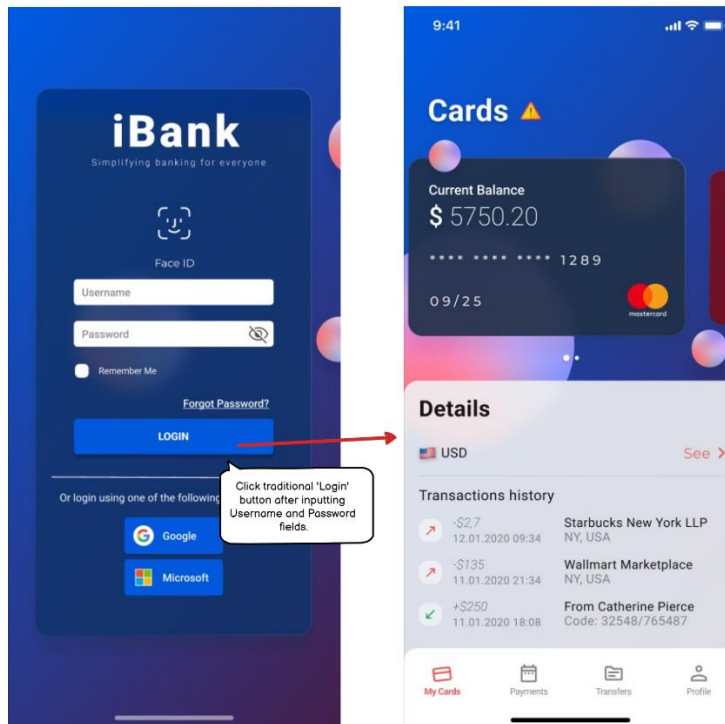 iBank
Simplifying banking for everyone
Face ID
Username
Password
Remember Me
Forgot Password?
LOGIN
Or login using one of the following
Click traditional 'Login'
button after inputting
Username and Password
fields.
Google
Microsoft
9:41
Cards
Current Balance
$ 5750.20
**** **** **** 1289
09/25
mastercard
Details
USD
See >
Transactions history
-$2,7
12.01.2020 09:34
Starbucks New York LLP
NY, USA
-$135
11.01.2020 21:34
Wallmart Marketplace
NY, USA
+$250
11.01.2020 18:08
From Catherine Pierce
Code: 32548/765487
My Cards
Payments
Transfers
Profile